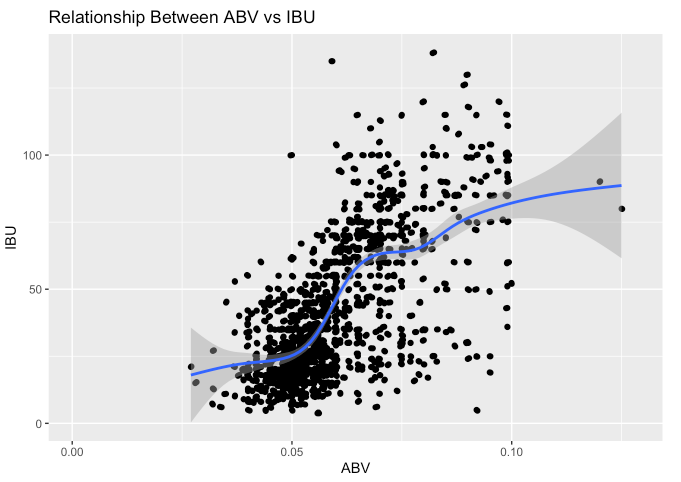 Relationship Between ABV vs IBU
IBU
100
50
0
0.00 0.05 0.10
ABV